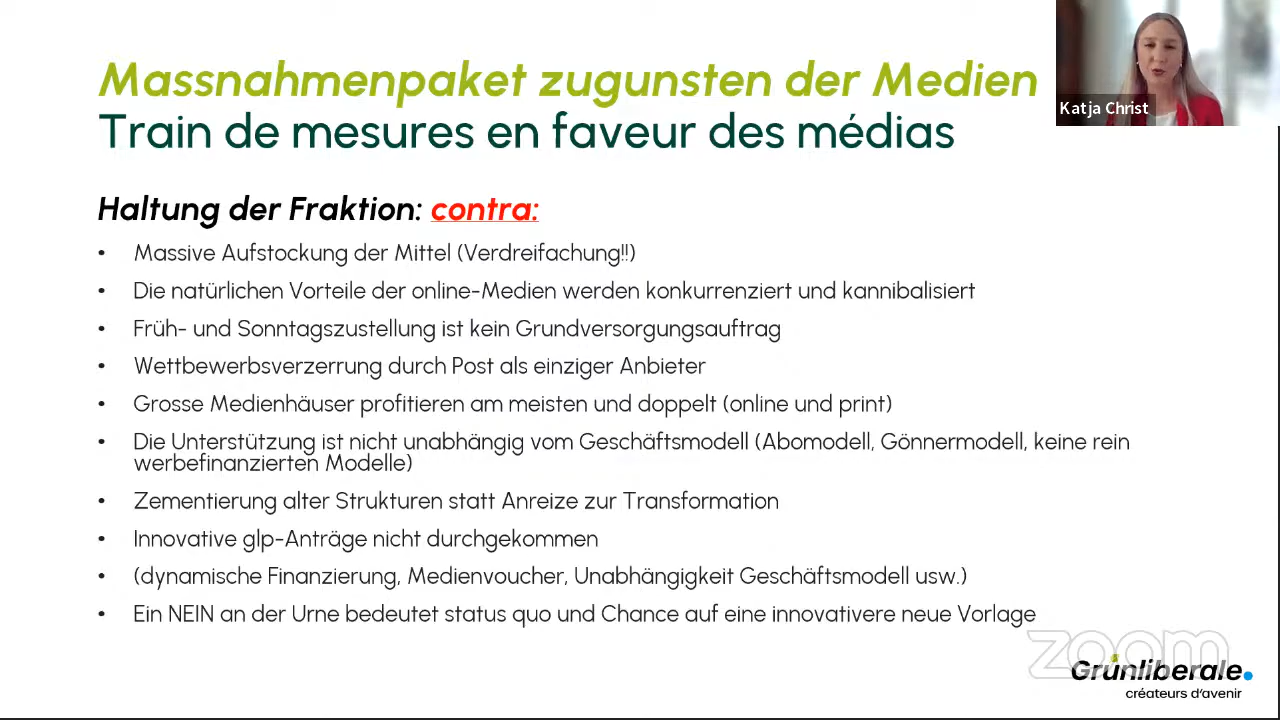 Massnahmenpaket zugunsten der Medien
Train de mesures en faveur des médias
Katja Christ
Haltung der Fraktion: contra:
• Massive Aufstockung der Mittel (Verdreifachung!!)
• Die natürlichen Vorteile der online-Medien werden konkurrenziert und kannibalisiert
• Früh- und Sonntagszustellung ist kein Grundversorgungsauftrag
• Wettbewerbsverzerrung durch Post als einziger Anbieter
• Grosse Medienhäuser profitieren am meisten und doppelt (online und print)
• Die Unterstützung ist nicht unabhängig vom Geschäftsmodell (Abomodell, Gönnermodell, keine rein
werbefinanzierten Modelle)
• Zementierung alter Strukturen statt Anreize zur Transformation
• Innovative glp-Anträge nicht durchgekommen
• (dynamische Finanzierung, Medienvoucher, Unabhängigkeit Geschäftsmodell usw.)
• Ein NEIN an der Urne bedeutet status quo und Chance auf eine innovativere neue Vorlage
zoom
Grünliberale.
créateurs d'avenir